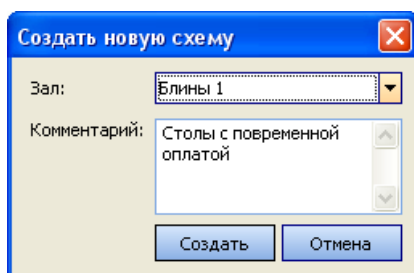 Создать новую схему
Зал: Блины 1
Комментарий: Столы с повременной
оплатой
Создать Отмена